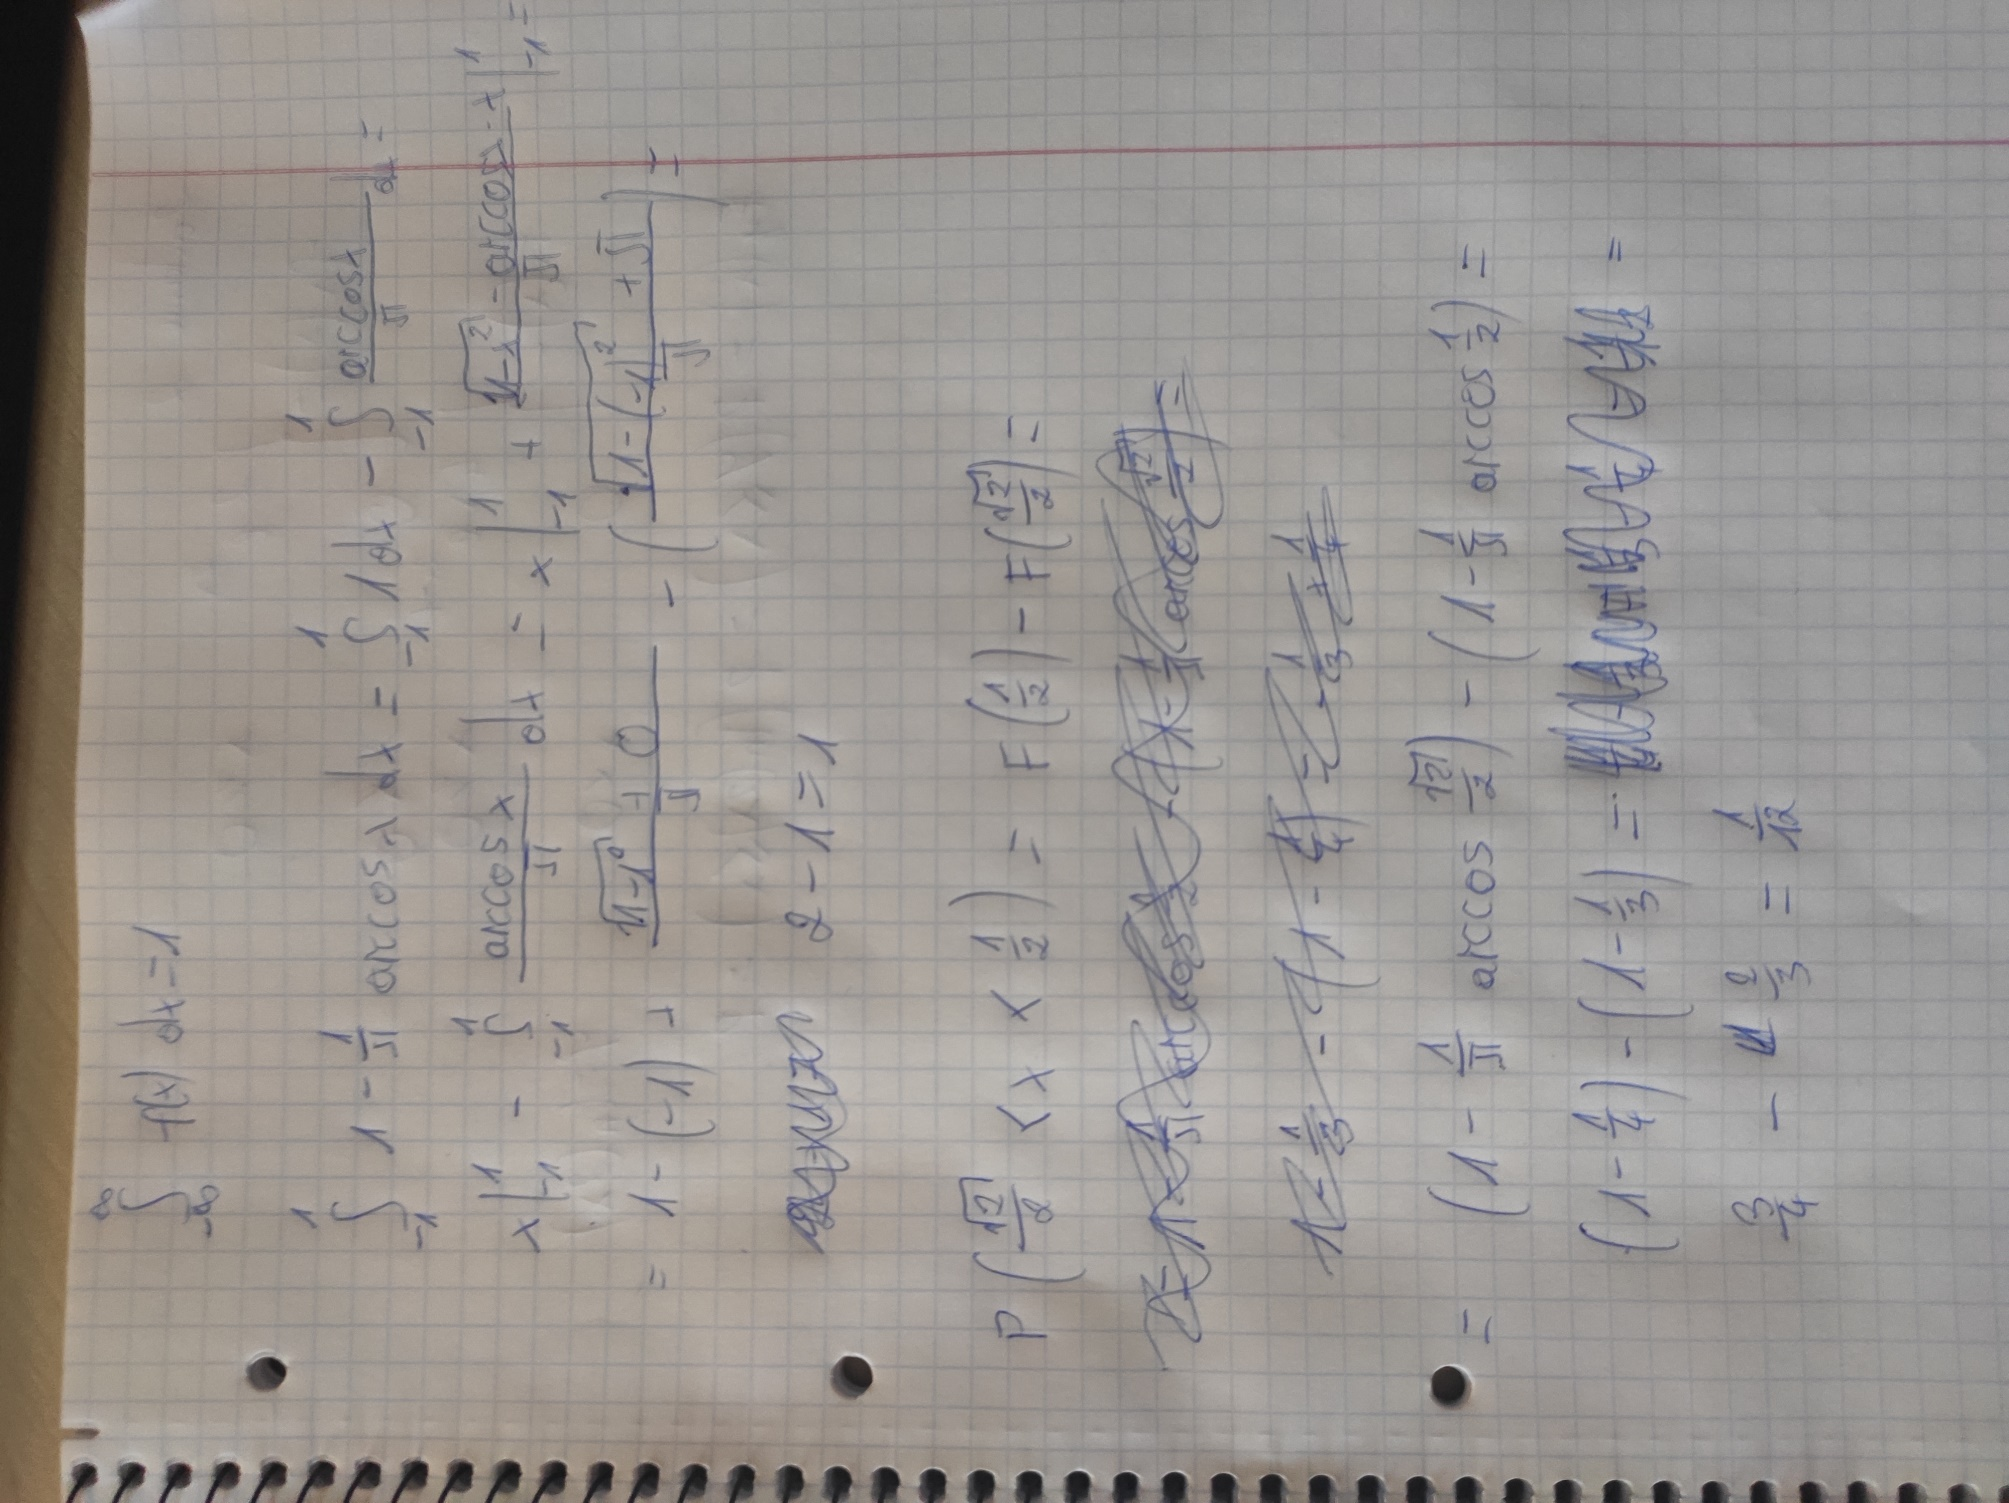 ∫_{-∞}^{∞} f(x) dx = 1
∫_{-1}^{1} 1 - 1/π arccos x dx = ∫_{-1}^{1} 1 dx - ∫_{-1}^{1} arccos x/π dx =
x|_{-1}^{1} - ∫_{-1}^{1} arccos x/π dx = x|_{-1}^{1} + (√(1-x²) - arccos x · x)/π |_{-1}^{1} =
= 1 - (-1) + (√(1-1) + 0)/π - ((√(1-(-1)²) + π)/π) =
2 - 1 = 1
P(√2/2 < x < 1/2) = F(1/2) - F(√2/2) =
= (1 - 1/π arccos √2/2) - (1 - 1/π arccos 1/2) =
(1 - 1/4) - (1 - 1/3) = =
3/4 - 2/3 = 1/12